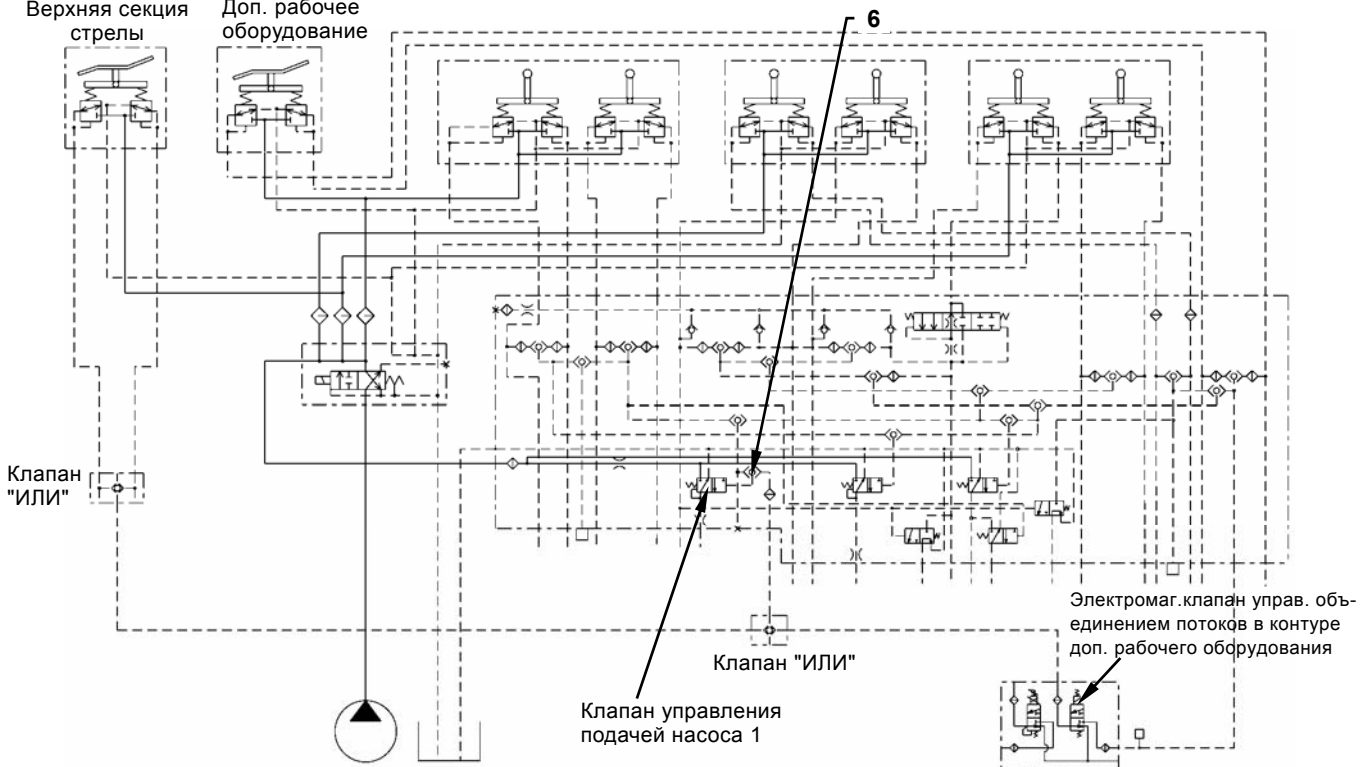 Верхняя секция
стрелы
Доп. рабочее
оборудование
6
Клапан
"ИЛИ"
Электромаг.клапан управ. объ-
единением потоков в контуре
доп. рабочего оборудования
Клапан "ИЛИ"
Клапан управления
подачей насоса 1